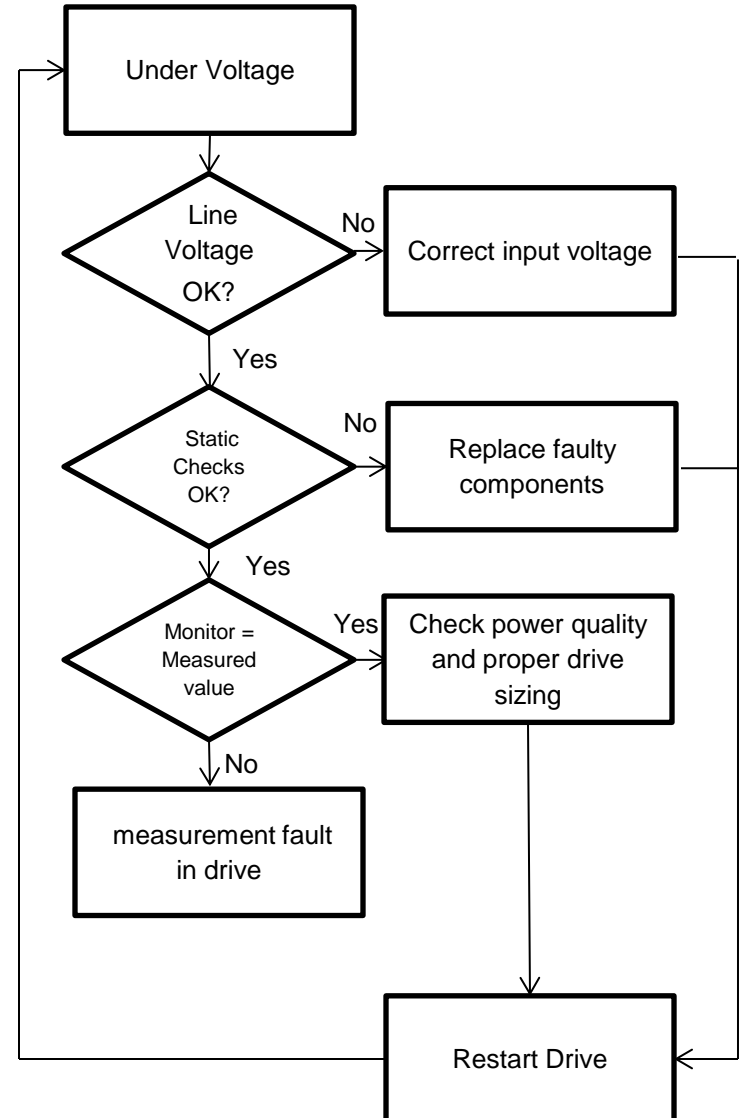 Under Voltage
Line
Voltage
OK?
No
Correct input voltage
Yes
Static
Checks
OK?
No
Replace faulty
components
Yes
Monitor =
Measured
value
Yes
Check power quality
and proper drive
sizing
No
measurement fault
in drive
Restart Drive